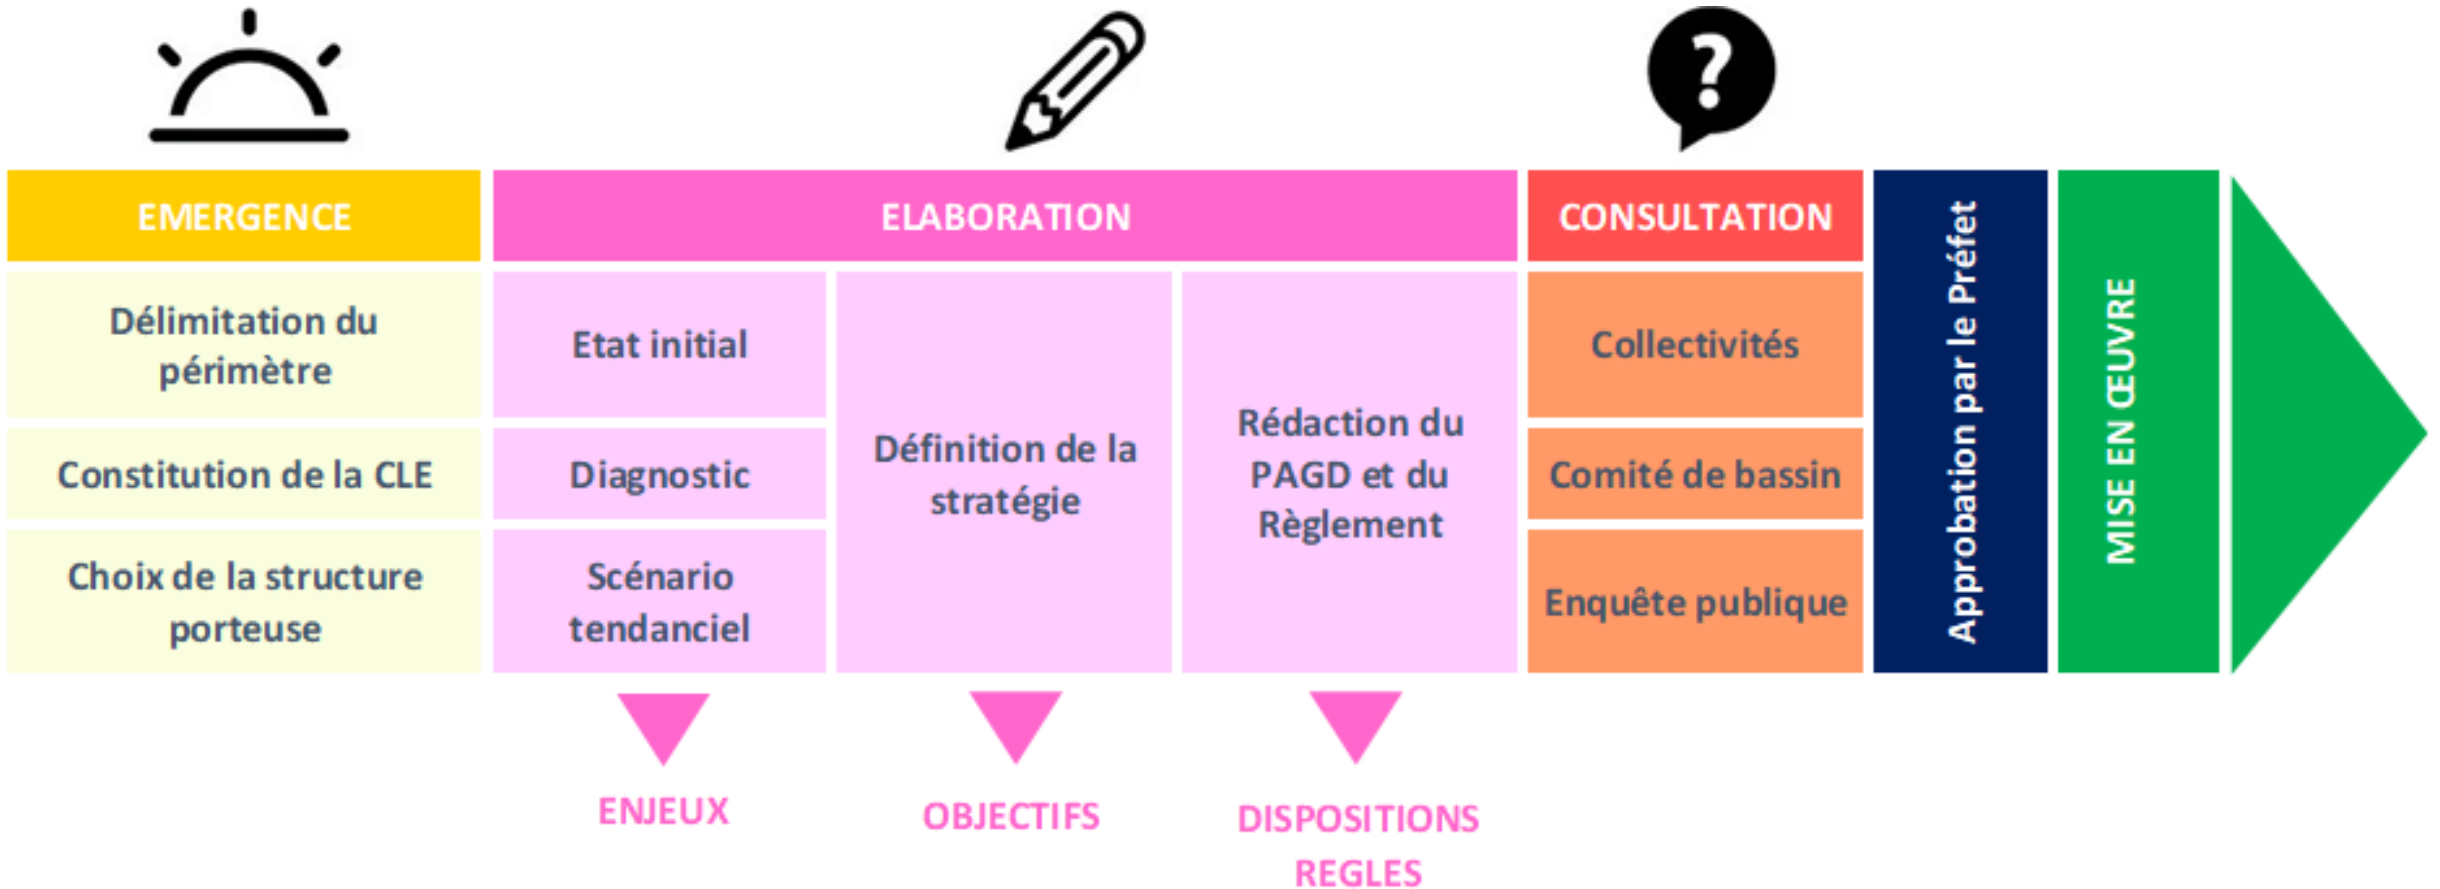 ?
EMERGENCE
Délimitation du
périmètre
Constitution de la CLE
Choix de la structure
porteuse
ELABORATION
Etat initial
Diagnostic
Scénario
tendanciel
Définition de la
stratégie
Rédaction du
PAGD et du
Règlement
ENJEUX
OBJECTIFS
DISPOSITIONS
REGLES
CONSULTATION
Collectivités
Comité de bassin
Enquête publique
Approbation par le Préfet
MISE EN ŒUVRE